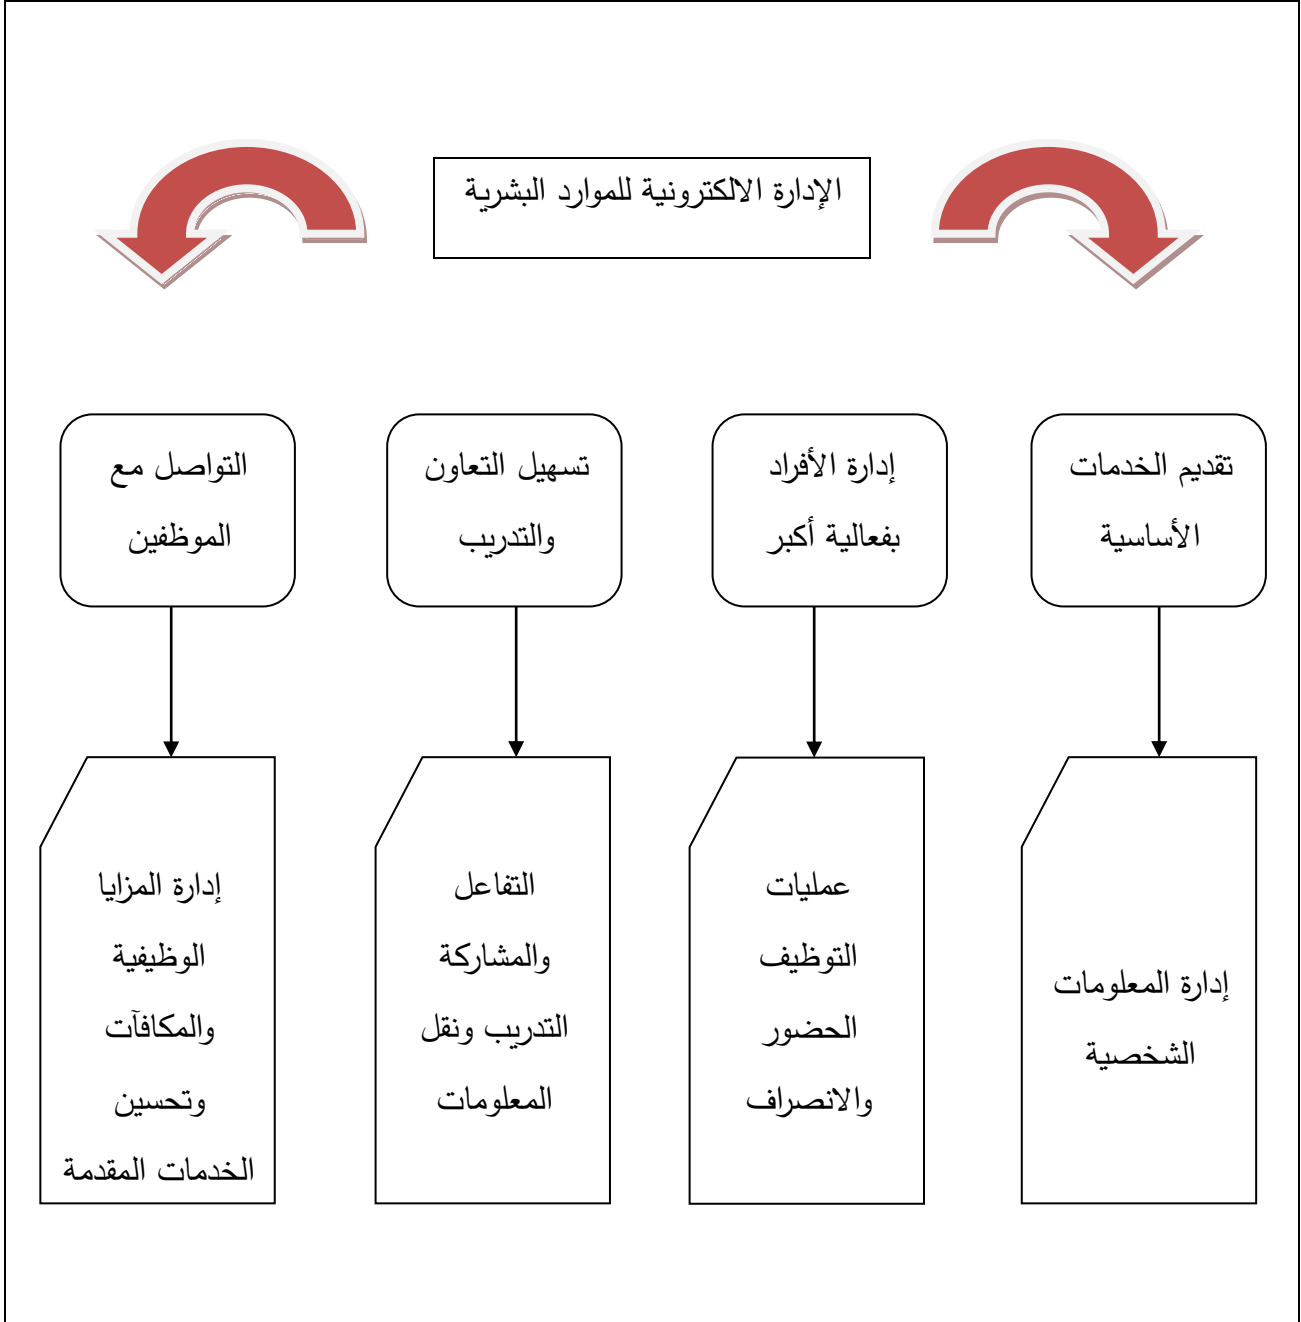 الإدارة الالكترونية للموارد البشرية
تقديم الخدمات
الأساسية
إدارة الأفراد
بفعالية أكبر
تسهيل التعاون
والتدريب
التواصل مع
الموظفين
إدارة المعلومات
الشخصية
عمليات
التوظيف
الحضور
والانصراف
التفاعل
والمشاركة
التدريب ونقل
المعلومات
إدارة المزايا
الوظيفية
والمكافآت
وتحسين
الخدمات المقدمة